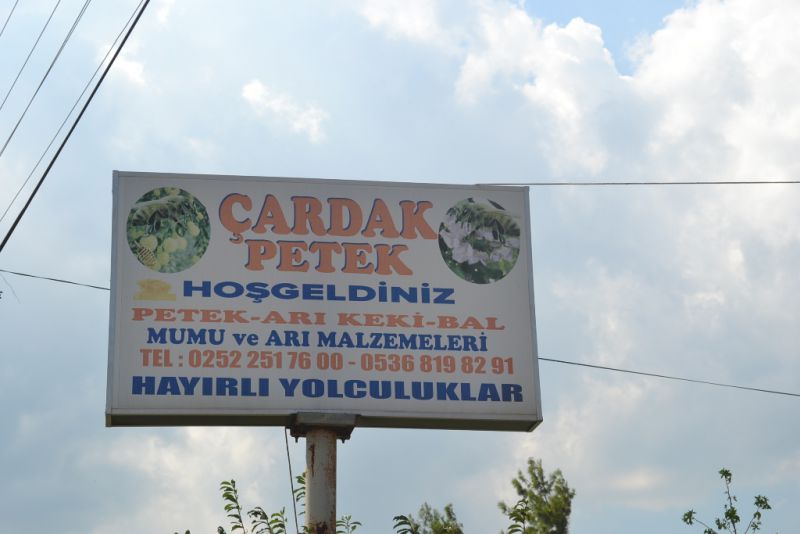 ÇARDAK
PETEK
HOŞGELDİNİZ
PETEK-ARI KEKİ-BAL
MUMU ve ARI MALZEMELERİ
TEL : 0252 251 76 00 - 0536 819 82 91
HAYIRLI YOLCULUKLAR